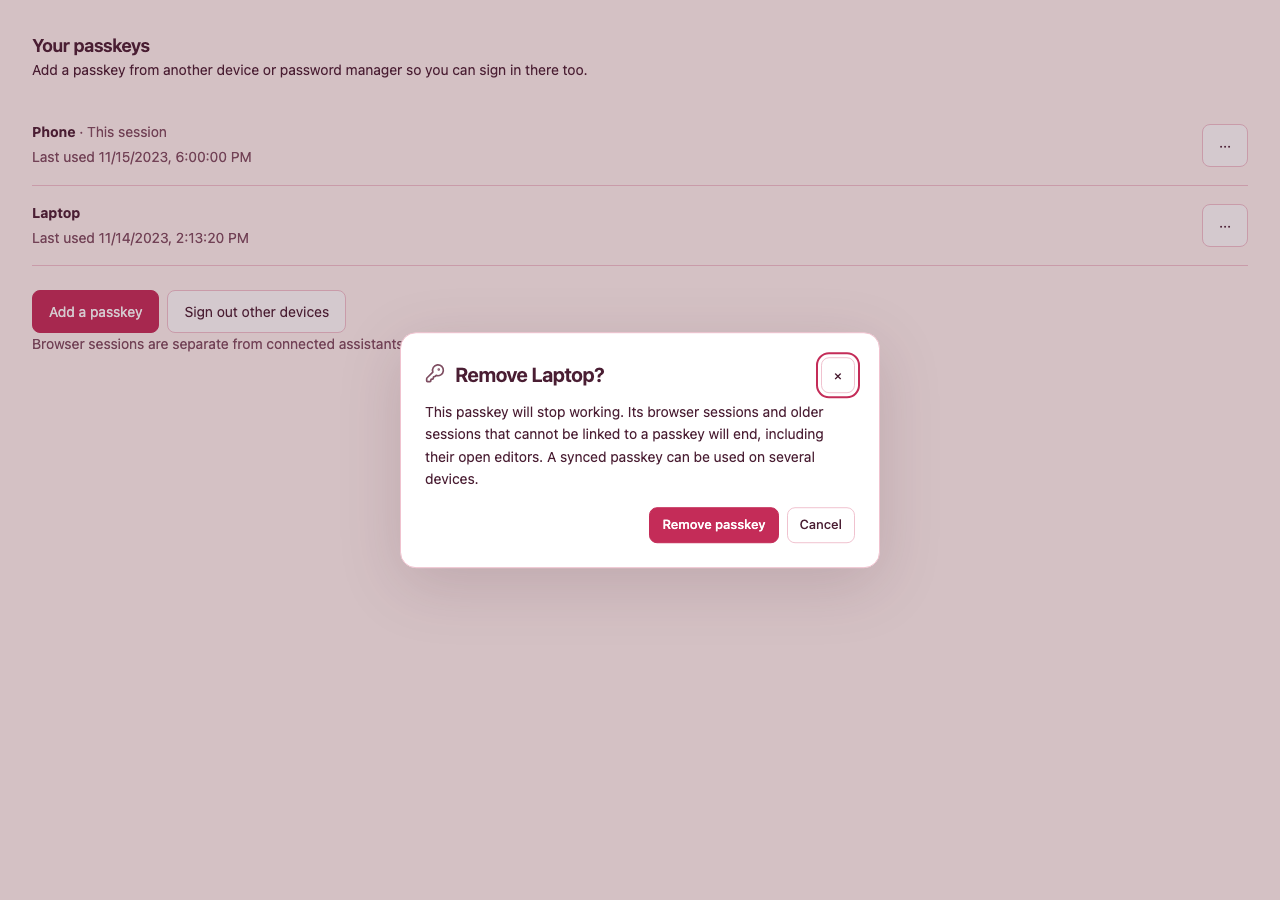 Your passkeys
Add a passkey from another device or password manager so you can sign in there too.
Phone · This session
Last used 11/15/2023, 6:00:00 PM
...
Laptop
Last used 11/14/2023, 2:13:20 PM
...
Add a passkey
Sign out other devices
Browser sessions are separate from connected assistants
Remove Laptop?
×
This passkey will stop working. Its browser sessions and older
sessions that cannot be linked to a passkey will end, including
their open editors. A synced passkey can be used on several
devices.
Remove passkey
Cancel